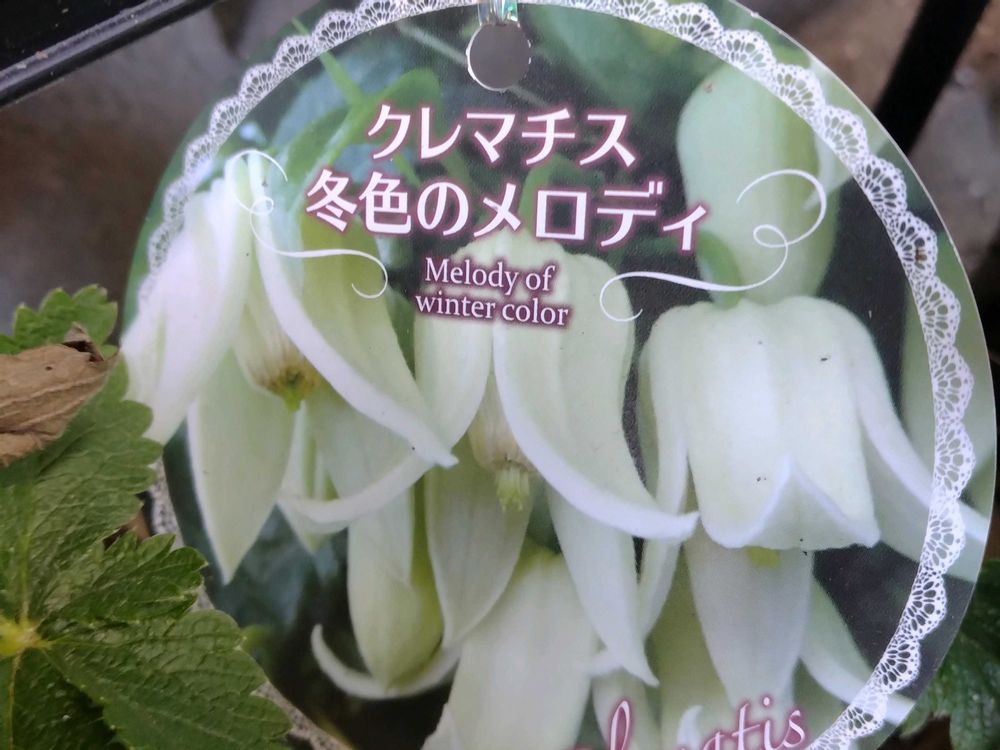 クレマチス
冬色のメロディ
Melody of
winter color